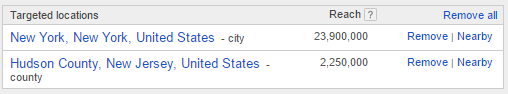 Targeted locations Reach ? Remove all
New York, New York, United States - city 23,900,000 Remove | Nearby
Hudson County, New Jersey, United States - 2,250,000 Remove | Nearby
county